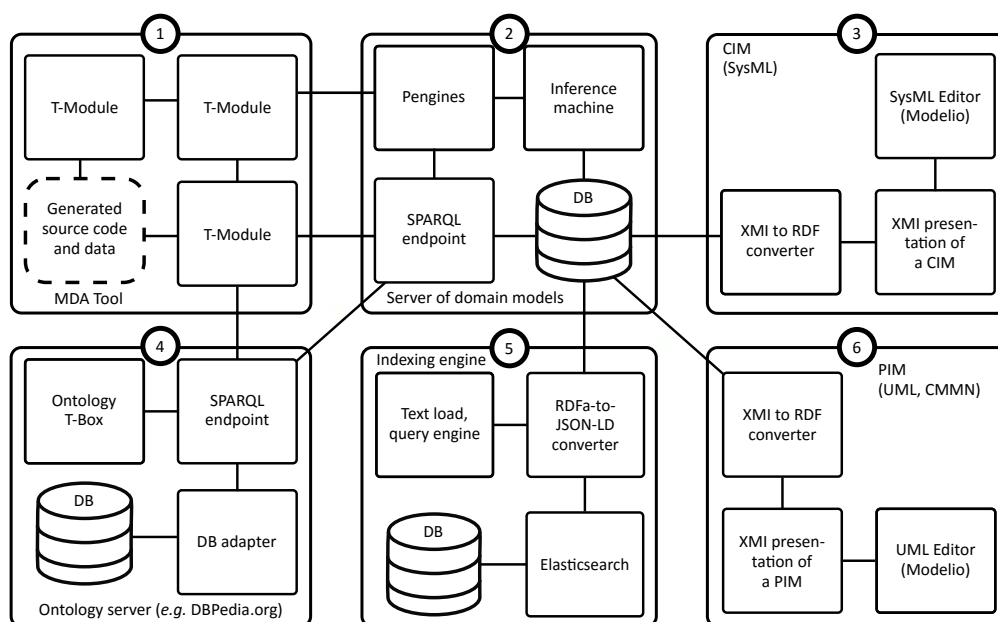 1
T-Module
T-Module
Generated
source code
and data
T-Module
MDA Tool
2
Pengines
Inference
machine
SPARQL
endpoint
DB
Server of domain models
3
CIM
(SysML)
SysML Editor
(Modelio)
XMI to RDF
converter
XMI presen-
tation of
a CIM
4
Ontology
T-Box
SPARQL
endpoint
DB
DB adapter
Ontology server (e.g. DBPedia.org)
5
Indexing engine
Text load,
query engine
RDFa-to-
JSON-LD
converter
DB
Elasticsearch
6
PIM
(UML, CMMN)
XMI to RDF
converter
XMI presen-
tation of
a PIM
UML Editor
(Modelio)